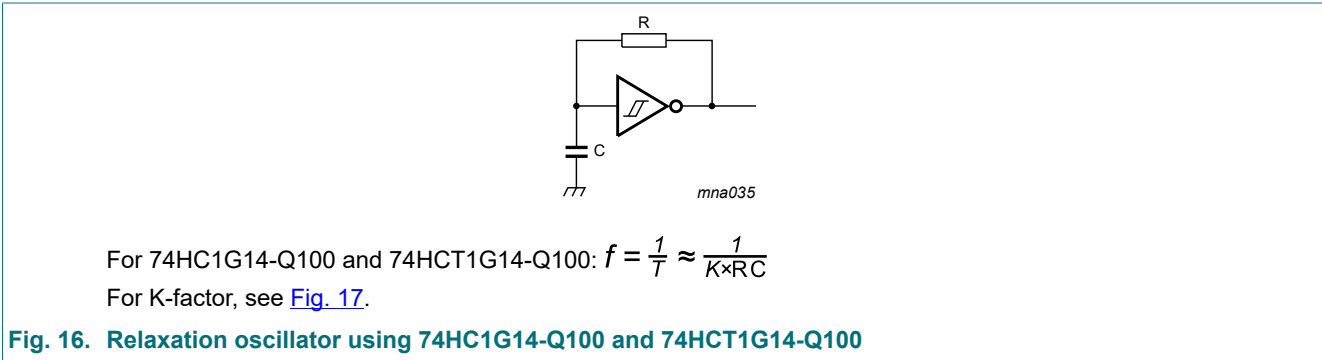 R
C
mna035
For 74HC1G14-Q100 and 74HCT1G14-Q100: f = 1/T ≈ 1/K×RC
For K-factor, see Fig. 17.
Fig. 16. Relaxation oscillator using 74HC1G14-Q100 and 74HCT1G14-Q100